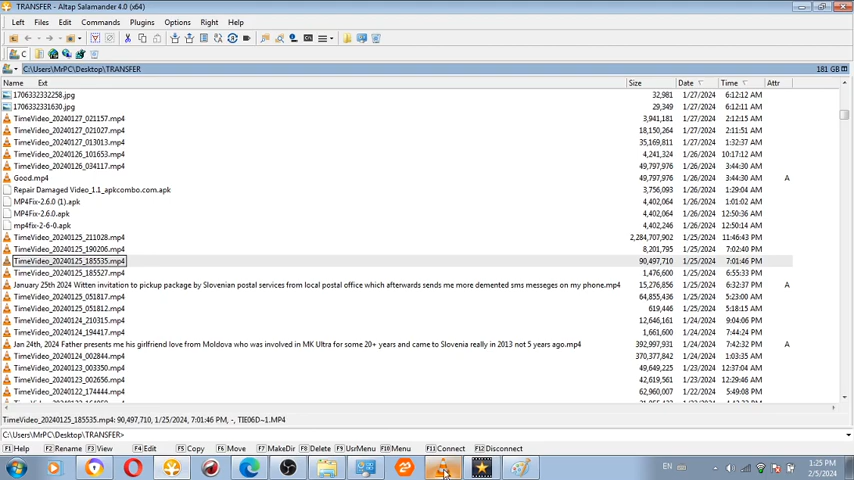 TRANSFER - Altap Salamander 4.0 (x64)
Left Files Edit Commands Plugins Options Right Help
C
C:\Users\MrPC\Desktop\TRANSFER 181 GB
Name Ext Size Date Time Attr
1706332332258.jpg 32,981 1/27/2024 6:12:12 AM
1706332331630.jpg 29,349 1/27/2024 6:12:11 AM
TimeVideo_20240127_021157.mp4 3,941,181 1/27/2024 2:12:15 AM
TimeVideo_20240127_021027.mp4 18,150,264 1/27/2024 2:11:51 AM
TimeVideo_20240127_013013.mp4 35,169,811 1/27/2024 1:32:37 AM
TimeVideo_20240126_101653.mp4 4,241,324 1/26/2024 10:17:12 AM
TimeVideo_20240126_034117.mp4 49,797,976 1/26/2024 3:44:30 AM
Good.mp4 49,797,976 1/26/2024 3:44:30 AM A
Repair Damaged Video_1.1_apkcombo.com.apk 3,756,093 1/26/2024 1:29:04 AM
MP4Fix-2.6.0 (1).apk 4,402,064 1/26/2024 1:01:02 AM
MP4Fix-2.6.0.apk 4,402,064 1/26/2024 12:50:36 AM
mp4fix-2-6-0.apk 4,402,064 1/26/2024 12:50:24 AM
TimeVideo_20240125_211028.mp4 2,284,707,902 1/25/2024 11:46:43 PM
TimeVideo_20240125_190206.mp4 8,201,795 1/25/2024 7:02:40 PM
TimeVideo_20240125_185535.mp4 90,497,710 1/25/2024 7:01:46 PM
TimeVideo_20240125_185527.mp4 1,476,600 1/25/2024 6:55:33 PM
January 25th 2024 Witten invitation to pickup package by Slovenian postal services from local postal office which afterwards sends me more demented sms messeges on my phone.mp4 15,276,856 1/25/2024 6:32:37 PM A
TimeVideo_20240125_051817.mp4 64,855,436 1/25/2024 5:23:00 AM
TimeVideo_20240125_051812.mp4 619,446 1/25/2024 5:18:15 AM
TimeVideo_20240124_210315.mp4 12,646,161 1/24/2024 9:04:06 PM
TimeVideo_20240124_194417.mp4 1,661,600 1/24/2024 7:44:24 PM
Jan 24th, 2024 Father presents me his girlfriend love from Moldova who was involved in MK Ultra for some 20+ years and came to Slovenia really in 2013 not 5 years ago.mp4 392,997,931 1/24/2024 7:42:32 PM A
TimeVideo_20240124_002844.mp4 370,377,842 1/24/2024 1:03:35 AM
TimeVideo_20240123_003350.mp4 49,649,225 1/23/2024 12:37:04 AM
TimeVideo_20240123_002656.mp4 42,619,561 1/23/2024 12:29:46 AM
TimeVideo_20240122_174444.mp4 62,960,007 1/22/2024 5:49:08 PM
TimeVideo_20240125_185535.mp4: 90,497,710, 1/25/2024, 7:01:46 PM, -, TIE06D~1.MP4
C:\Users\MrPC\Desktop\TRANSFER>
F1 Help F2 Rename F3 View F4 Edit F5 Copy F6 Move F7 MakeDir F8 Delete F9 UsrMenu F10 Menu F11 Connect F12 Disconnect
EN 1:25 PM
2/5/2024